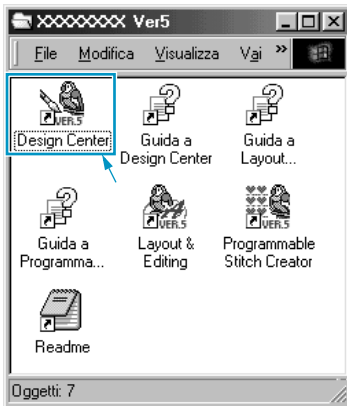 XXXXXXXX Ver5
File Modifica Visualizza Vai »
VER.5
Design Center
Guida a
Design Center
Guida a
Layout...
Guida a
Programma...
VER.5
Layout &
Editing
VER.5
Programmable
Stitch Creator
Readme
Oggetti: 7